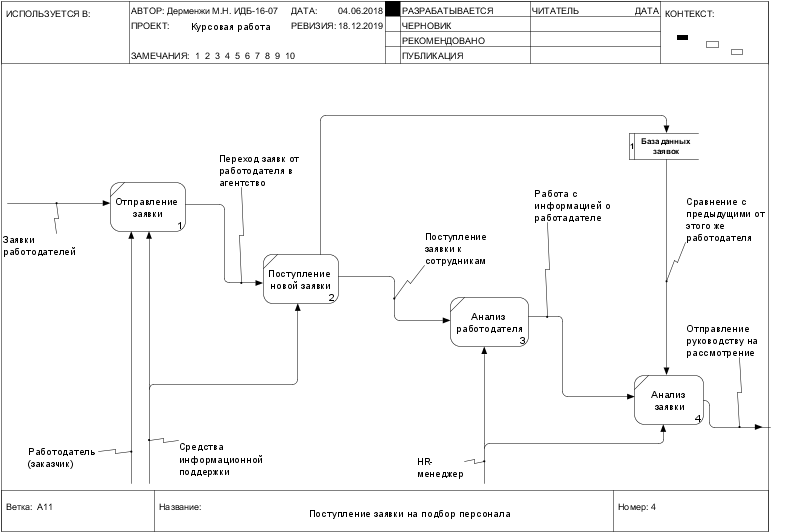 ИСПОЛЬЗУЕТСЯ В:
АВТОР: Дерменжи М.Н. ИДБ-16-07 ДАТА: 04.06.2018
ПРОЕКТ: Курсовая работа РЕВИЗИЯ: 18.12.2019
ЗАМЕЧАНИЯ: 1 2 3 4 5 6 7 8 9 10
РАЗРАБАТЫВАЕТСЯ
ЧЕРНОВИК
РЕКОМЕНДОВАНО
ПУБЛИКАЦИЯ
ЧИТАТЕЛЬ ДАТА
КОНТЕКСТ:
1 База данных
заявок
Переход заявк от
работодателя в
агентство
Отправление
заявки
1
Заявки
работодателей
Работа с
информацией о
работадателе
Сравнение с
предыдущими от
этого же
работодателя
Поступление
заявки к
сотрудникам
Поступление
новой заявки
2
Анализ
работодателя
3
Отправление
руководству на
рассмотрение
Анализ
заявки
4
Работодатель
(заказчик)
Средства
информационной
поддержки
HR-
менеджер
Ветка: A11
Название:
Поступление заявки на подбор персонала
Номер: 4